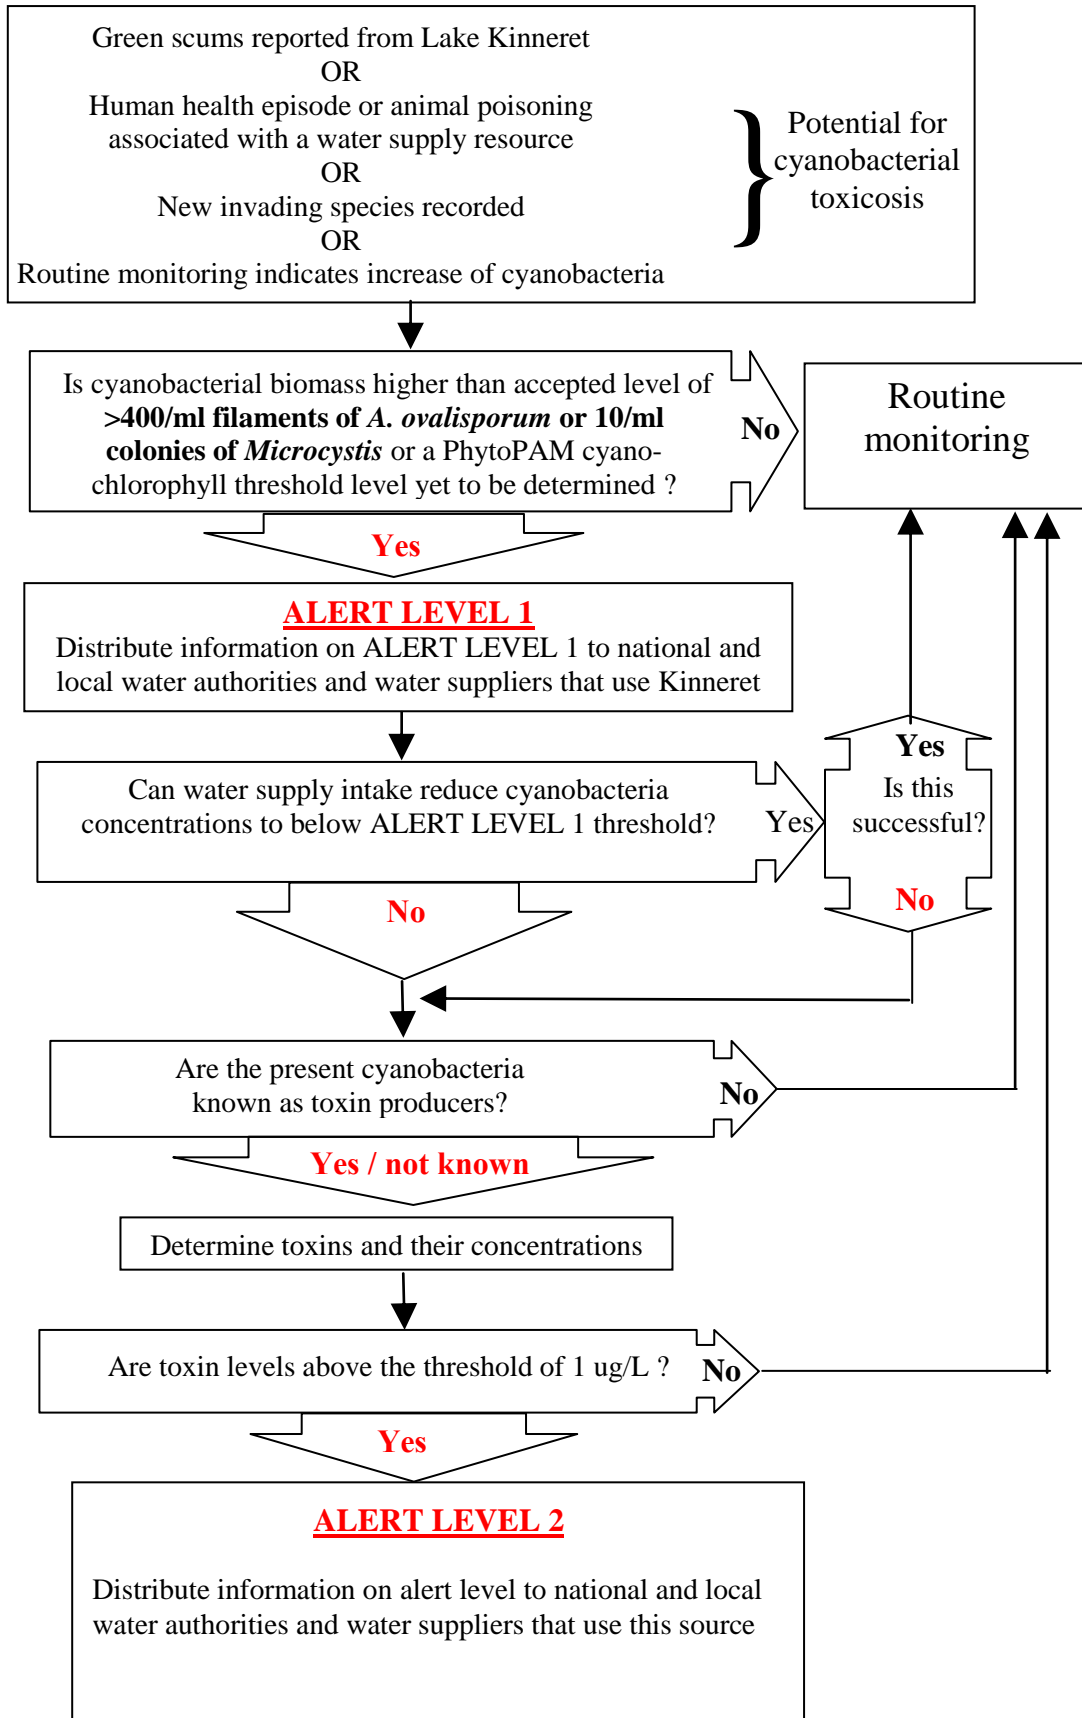 Green scums reported from Lake Kinneret
OR
Human health episode or animal poisoning
associated with a water supply resource
OR
New invading species recorded
OR
Routine monitoring indicates increase of cyanobacteria
}
Potential for
cyanobacterial
toxicosis
Is cyanobacterial biomass higher than accepted level of
>400/ml filaments of A. ovalisporum or 10/ml
colonies of Microcystis or a PhytoPAM cyano-
chlorophyll threshold level yet to be determined ?
No
Routine
monitoring
Yes
ALERT LEVEL 1
Distribute information on ALERT LEVEL 1 to national and
local water authorities and water suppliers that use Kinneret
Can water supply intake reduce cyanobacteria
concentrations to below ALERT LEVEL 1 threshold?
Yes
Yes
Is this
successful?
No
No
Are the present cyanobacteria
known as toxin producers?
No
Yes / not known
Determine toxins and their concentrations
Are toxin levels above the threshold of 1 ug/L ?
No
Yes
ALERT LEVEL 2
Distribute information on alert level to national and local
water authorities and water suppliers that use this source